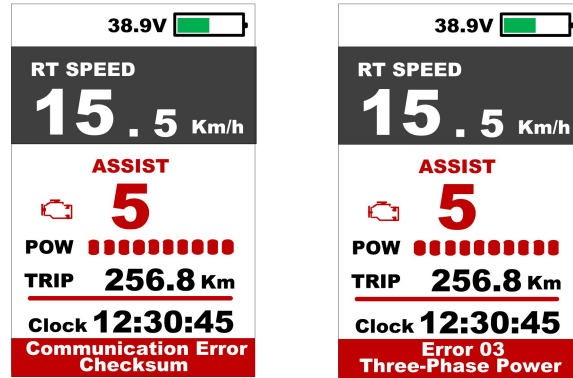 38.9V
RT SPEED
15.5 Km/h
ASSIST
5
POW
TRIP 256.8 Km
Clock 12:30:45
Communication Error
Checksum
38.9V
RT SPEED
15.5 Km/h
ASSIST
5
POW
TRIP 256.8 Km
Clock 12:30:45
Error 03
Three-Phase Power